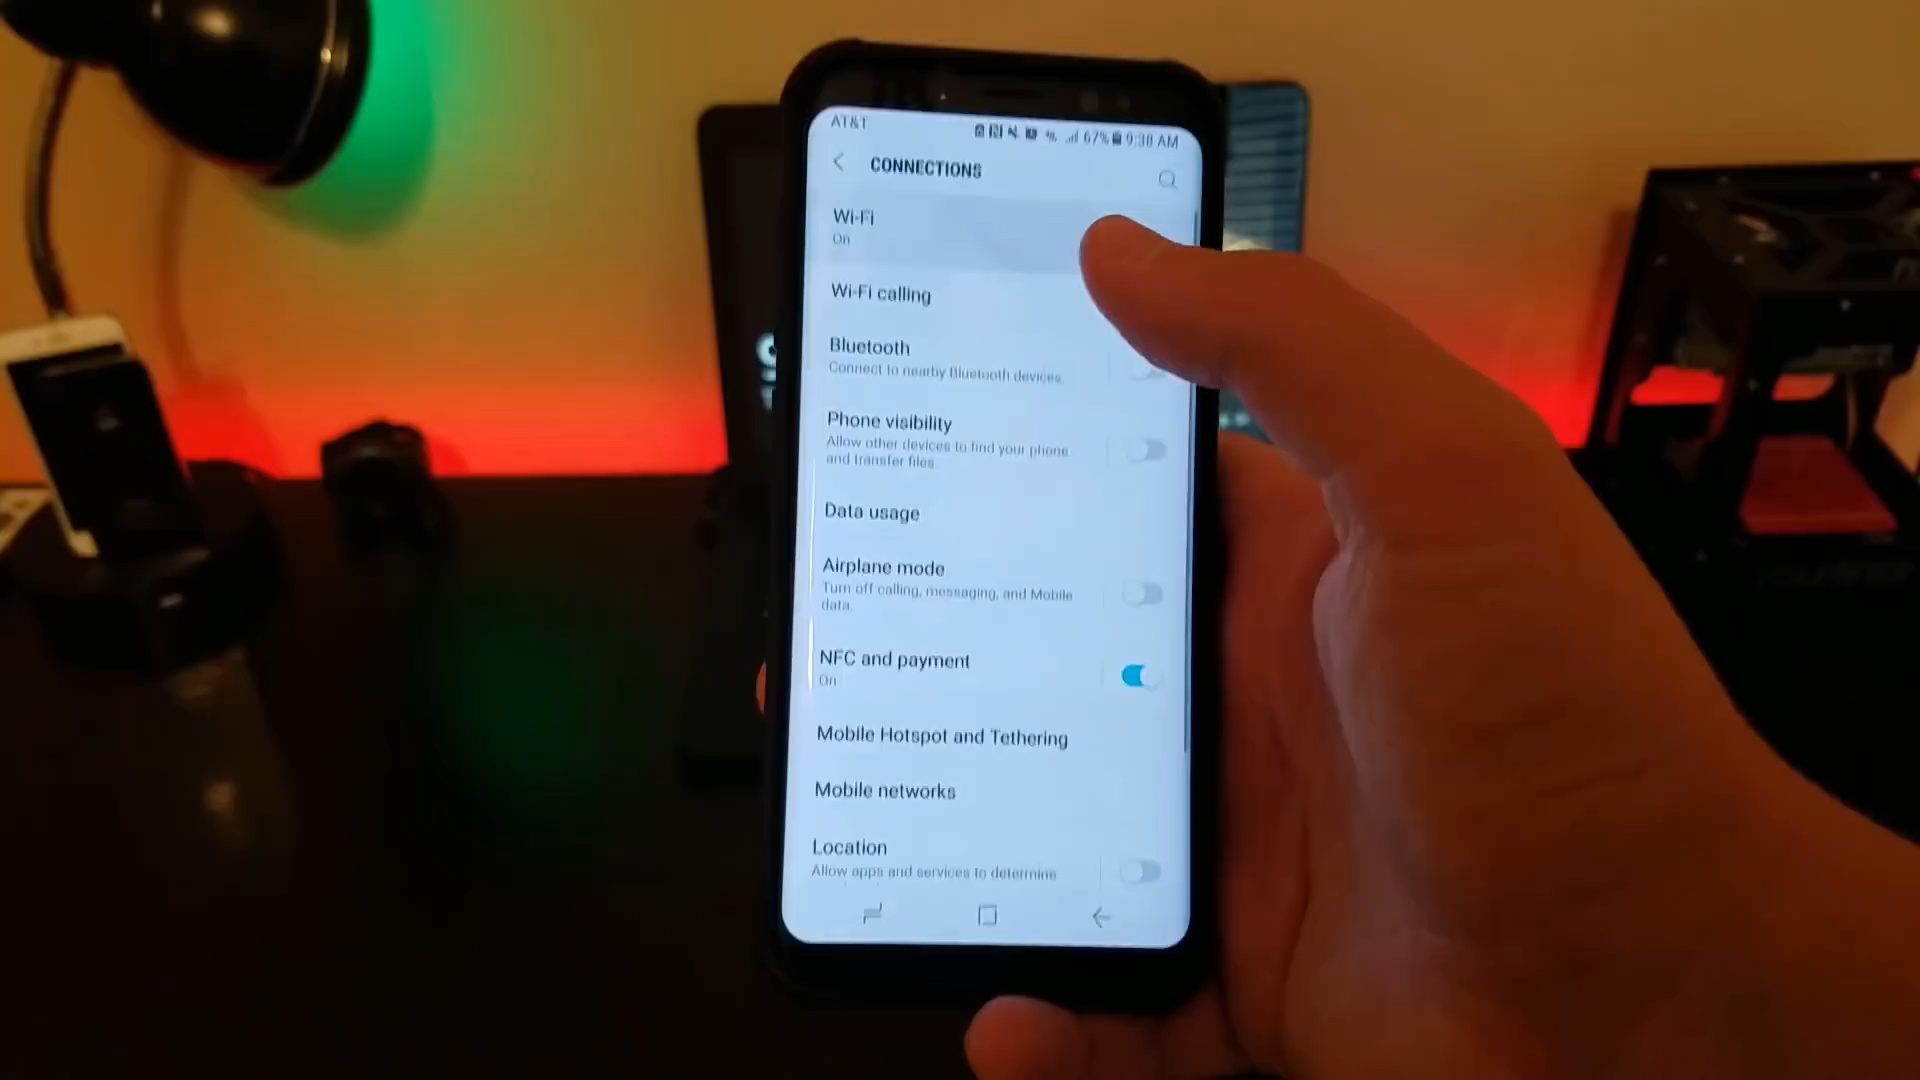 AT&T 67% 9:38 AM
CONNECTIONS
Wi-Fi
On
Wi-Fi calling
Bluetooth
Connect to nearby Bluetooth devices.
Phone visibility
Allow other devices to find your phone
and transfer files.
Data usage
Airplane mode
Turn off calling, messaging, and Mobile
data.
NFC and payment
On
Mobile Hotspot and Tethering
Mobile networks
Location
Allow apps and services to determine